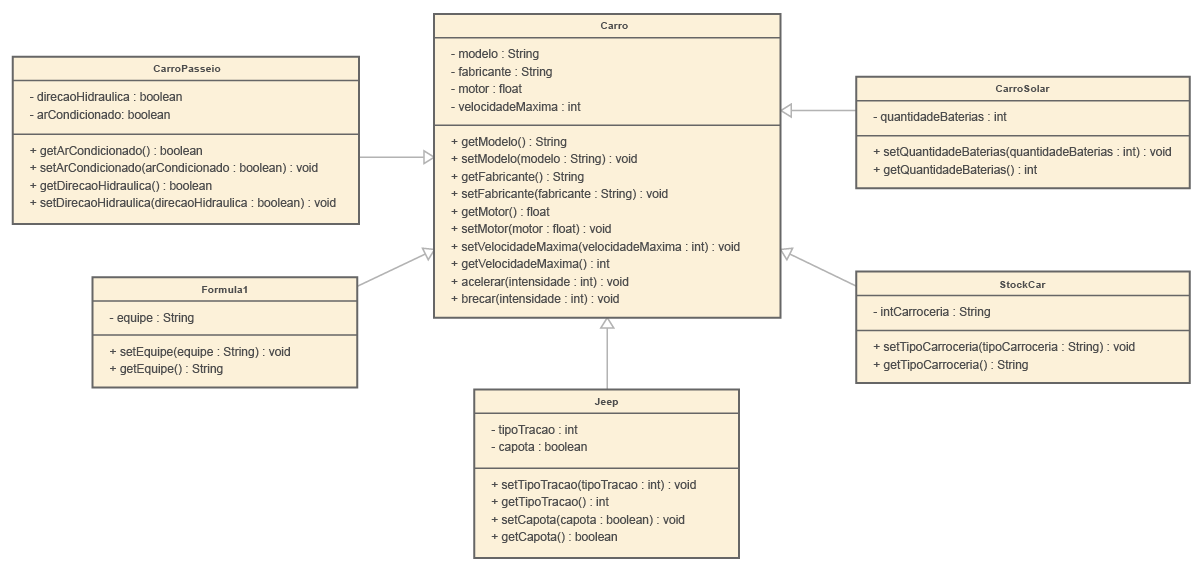 Carro
- modelo : String
- fabricante : String
- motor : float
- velocidadeMaxima : int
+ getModelo() : String
+ setModelo(modelo : String) : void
+ getFabricante() : String
+ setFabricante(fabricante : String) : void
+ getMotor() : float
+ setMotor(motor : float) : void
+ setVelocidadeMaxima(velocidadeMaxima : int) : void
+ getVelocidadeMaxima() : int
+ acelerar(intensidade : int) : void
+ brecar(intensidade : int) : void
CarroPasseio
- direcaoHidraulica : boolean
- arCondicionado: boolean
+ getArCondicionado() : boolean
+ setArCondicionado(arCondicionado : boolean) : void
+ getDirecaoHidraulica() : boolean
+ setDirecaoHidraulica(direcaoHidraulica : boolean) : void
CarroSolar
- quantidadeBaterias : int
+ setQuantidadeBaterias(quantidadeBaterias : int) : void
+ getQuantidadeBaterias() : int
Formula1
- equipe : String
+ setEquipe(equipe : String) : void
+ getEquipe() : String
StockCar
- intCarroceria : String
+ setTipoCarroceria(tipoCarroceria : String) : void
+ getTipoCarroceria() : String
Jeep
- tipoTracao : int
- capota : boolean
+ setTipoTracao(tipoTracao : int) : void
+ getTipoTracao() : int
+ setCapota(capota : boolean) : void
+ getCapota() : boolean